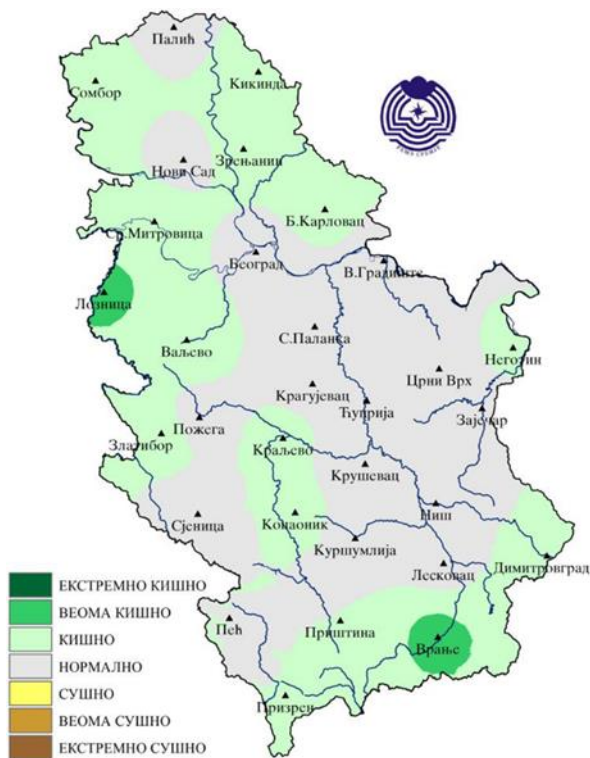 Палић
Сомбор
Кикинда
Нови Сад
Зрењанин
Б.Карловац
С.Митровица
Београд
В.Градиште
Лозница
Ваљево
С.Паланка
Неготин
Црни Врх
Крагујевац
Ћуприја
Зајечар
Пожега
Златибор
Краљево
Крушевац
Сјеница
Копаоник
Ниш
Куршумлија
Лесковац
Димитровград
Пећ
Приштина
Врање
Призрен
ЕКСТРЕМНО КИШНО
ВЕОМА КИШНО
КИШНО
НОРМАЛНО
СУШНО
ВЕОМА СУШНО
ЕКСТРЕМНО СУШНО